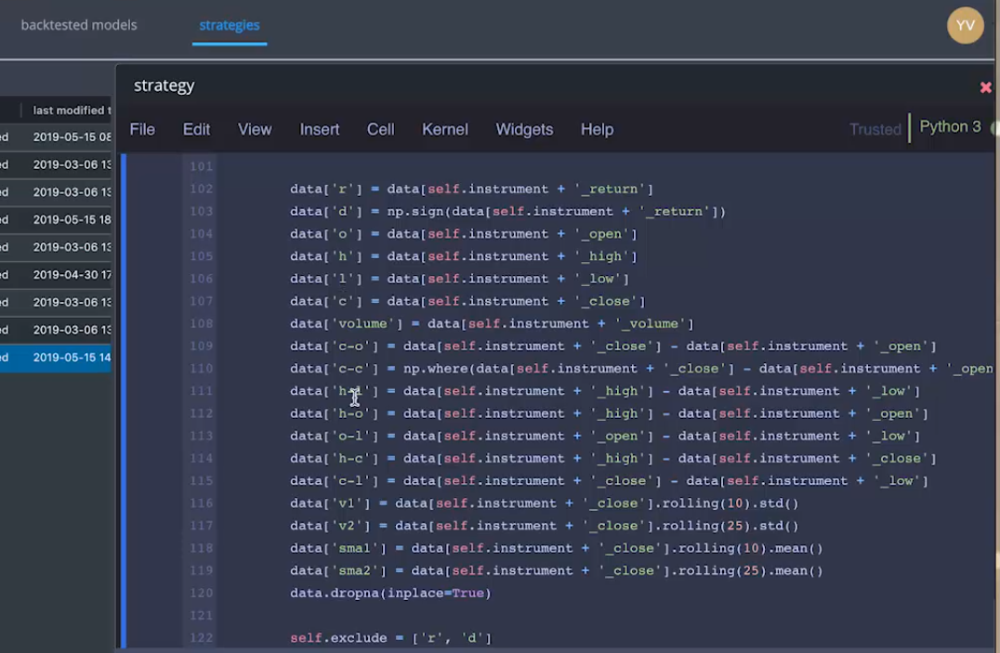 backtested models strategies YV
strategy
last modified t
File Edit View Insert Cell Kernel Widgets Help Trusted Python 3
ed 2019-05-15 08
ed 2019-03-06 13
ed 2019-03-06 13
ed 2019-05-15 18
ed 2019-03-06 13
ed 2019-04-30 17
ed 2019-03-06 13
ed 2019-03-06 13
ed 2019-05-15 14
101
102 data['r'] = data[self.instrument + '_return']
103 data['d'] = np.sign(data[self.instrument + '_return'])
104 data['o'] = data[self.instrument + '_open']
105 data['h'] = data[self.instrument + '_high']
106 data['l'] = data[self.instrument + '_low']
107 data['c'] = data[self.instrument + '_close']
108 data['volume'] = data[self.instrument + '_volume']
109 data['c-o'] = data[self.instrument + '_close'] - data[self.instrument + '_open']
110 data['c-c'] = np.where(data[self.instrument + '_close'] - data[self.instrument + '_open
111 data['h-l'] = data[self.instrument + '_high'] - data[self.instrument + '_low']
112 data['h-o'] = data[self.instrument + '_high'] - data[self.instrument + '_open']
113 data['o-l'] = data[self.instrument + '_open'] - data[self.instrument + '_low']
114 data['h-c'] = data[self.instrument + '_high'] - data[self.instrument + '_close']
115 data['c-l'] = data[self.instrument + '_close'] - data[self.instrument + '_low']
116 data['v1'] = data[self.instrument + '_close'].rolling(10).std()
117 data['v2'] = data[self.instrument + '_close'].rolling(25).std()
118 data['sma1'] = data[self.instrument + '_close'].rolling(10).mean()
119 data['sma2'] = data[self.instrument + '_close'].rolling(25).mean()
120 data.dropna(inplace=True)
121
122 self.exclude = ['r', 'd']